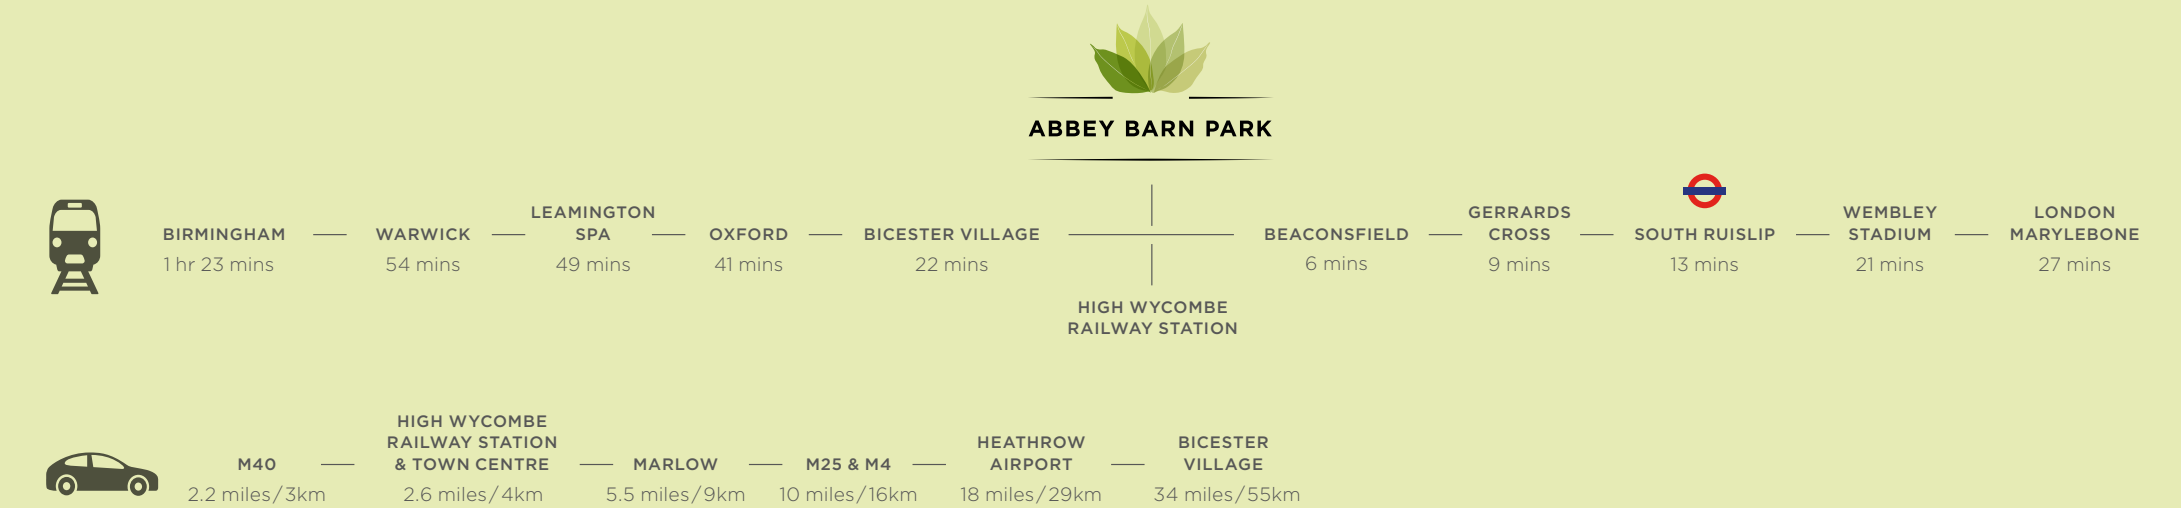 ABBEY BARN PARK
BIRMINGHAM
1 hr 23 mins
WARWICK
54 mins
LEAMINGTON
SPA
49 mins
OXFORD
41 mins
BICESTER VILLAGE
22 mins
HIGH WYCOMBE
RAILWAY STATION
BEACONSFIELD
6 mins
GERRARDS
CROSS
9 mins
SOUTH RUISLIP
13 mins
WEMBLEY
STADIUM
21 mins
LONDON
MARYLEBONE
27 mins
M40
2.2 miles/3km
HIGH WYCOMBE
RAILWAY STATION
& TOWN CENTRE
2.6 miles/4km
MARLOW
5.5 miles/9km
M25 & M4
10 miles/16km
HEATHROW
AIRPORT
18 miles/29km
BICESTER
VILLAGE
34 miles/55km